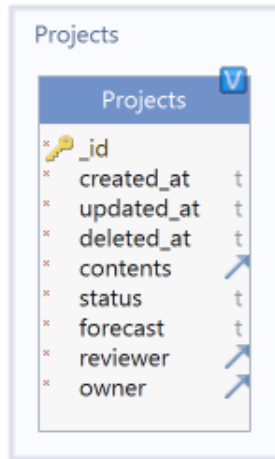 Projects
V
Projects
* _id
* created_at t
* updated_at t
* deleted_at t
* contents
* status t
* forecast t
* reviewer
* owner